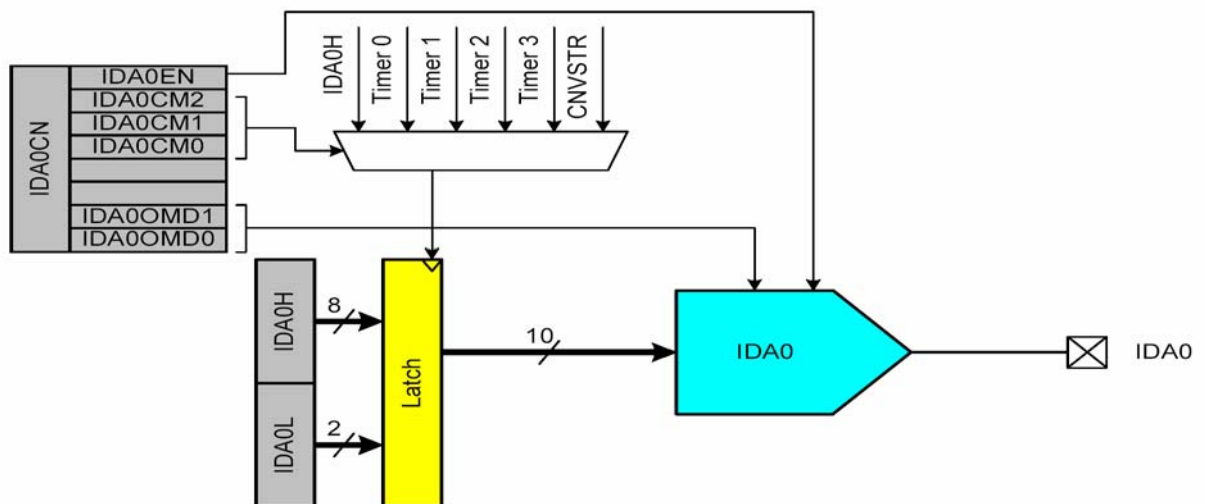 IDA0CN
IDA0EN
IDA0CM2
IDA0CM1
IDA0CM0
IDA0OMD1
IDA0OMD0
IDA0H
Timer 0
Timer 1
Timer 2
Timer 3
CNVSTR
IDA0H
8
IDA0L
2
Latch
10
IDA0
IDA0